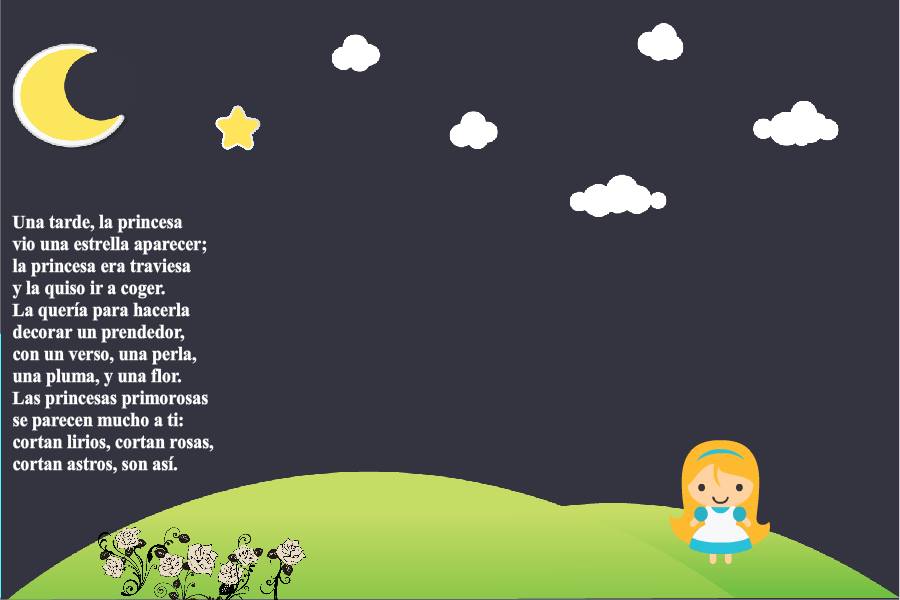 Una tarde, la princesa
vio una estrella aparecer;
la princesa era traviesa
y la quiso ir a coger.
La quería para hacerla
decorar un prendedor,
con un verso, una perla,
una pluma, y una flor.
Las princesas primorosas
se parecen mucho a ti:
cortan lirios, cortan rosas,
cortan astros, son así.